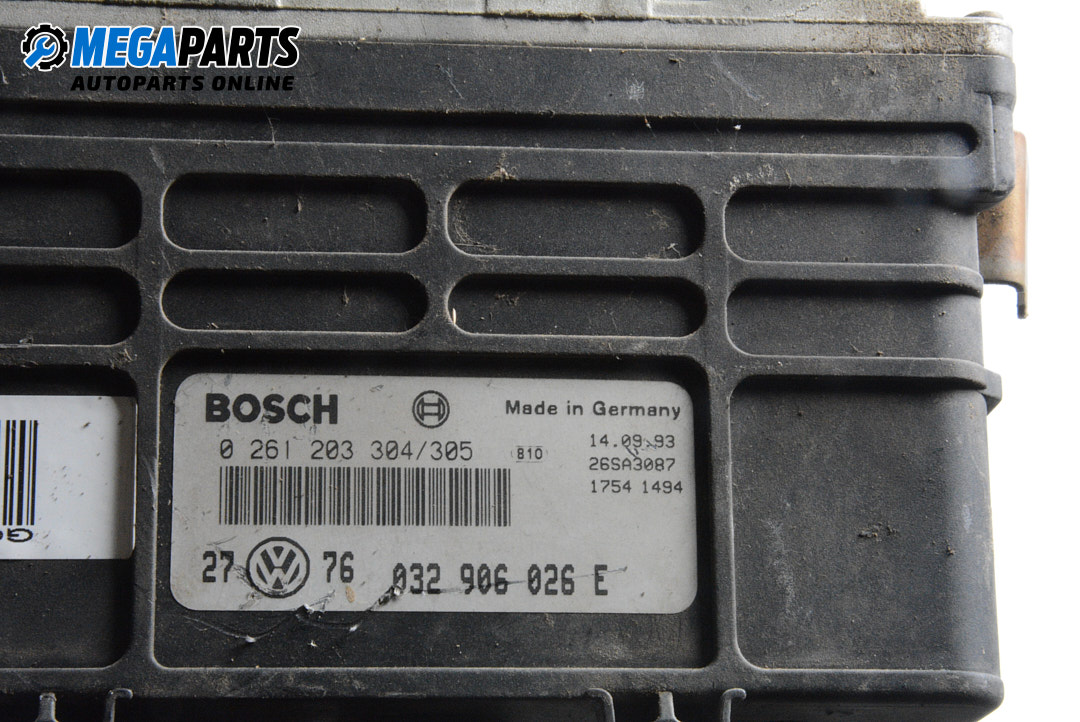 MEGAPARTS
AUTOPARTS ONLINE
BOSCH
Made in Germany
0 261 203 304/305
810
14.09.93
26SA3087
1754 1494
27 VW 76 032 906 026 E